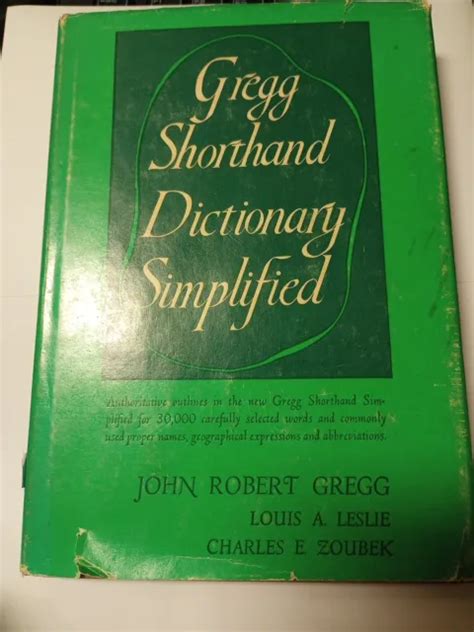 Gregg
Shorthand
Dictionary
Simplified
Authoritative outlines in the new Gregg Shorthand Sim-
plified for 30,000 carefully selected words and commonly
used proper names, geographical expressions and abbreviations.
JOHN ROBERT GREGG
LOUIS A. LESLIE
CHARLES E. ZOUBEK